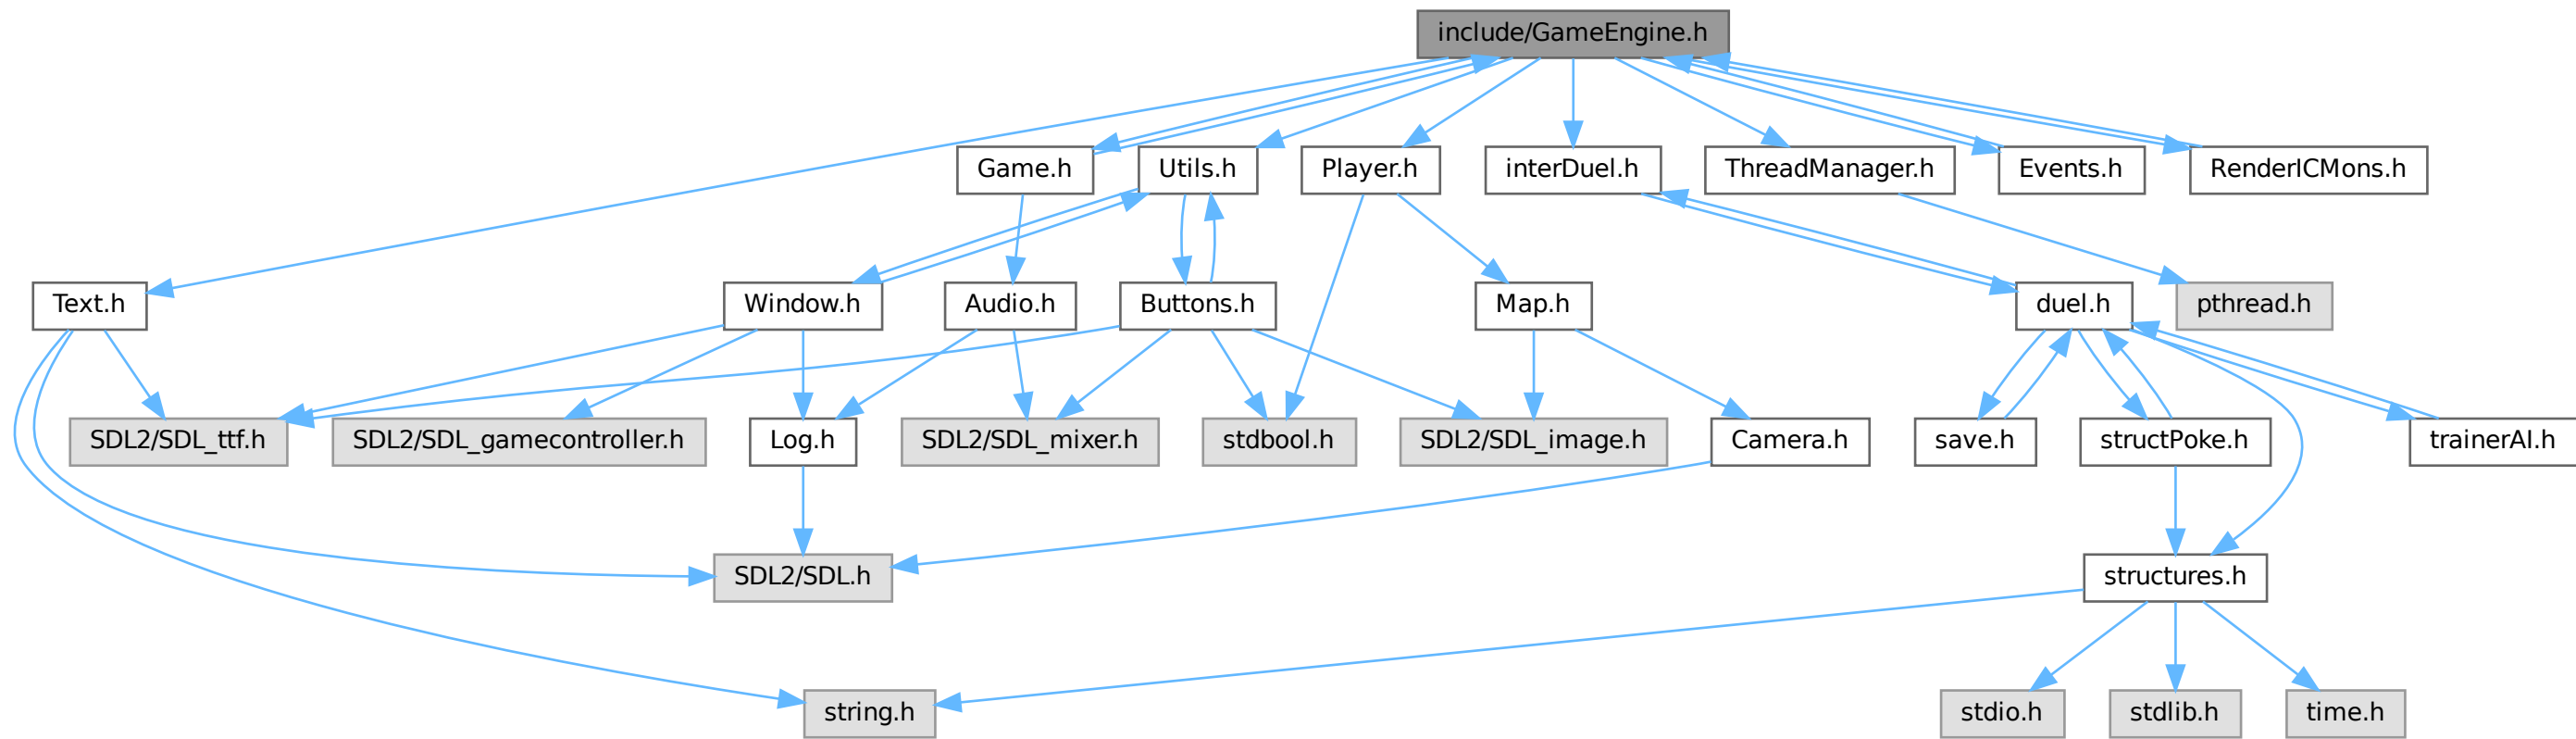 include/GameEngine.h
Game.h
Utils.h
Player.h
interDuel.h
ThreadManager.h
Events.h
RenderICMons.h
Text.h
Window.h
Audio.h
Buttons.h
Map.h
duel.h
pthread.h
SDL2/SDL_ttf.h
SDL2/SDL_gamecontroller.h
Log.h
SDL2/SDL_mixer.h
stdbool.h
SDL2/SDL_image.h
Camera.h
save.h
structPoke.h
trainerAI.h
SDL2/SDL.h
structures.h
string.h
stdio.h
stdlib.h
time.h